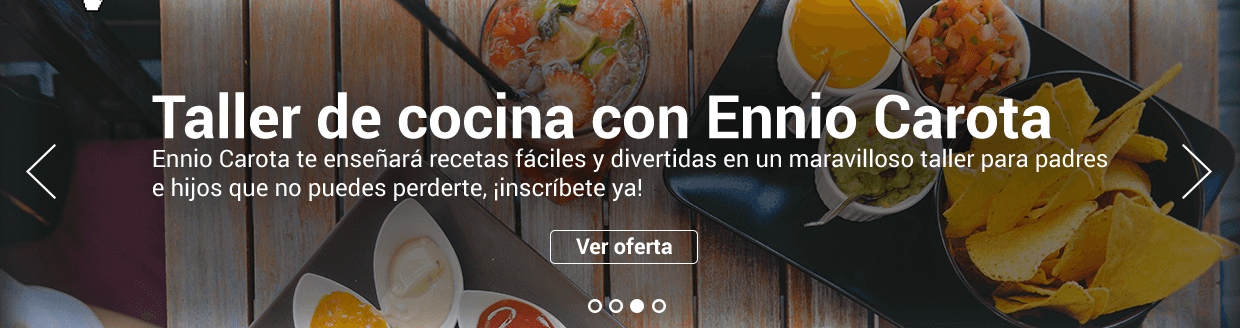 Taller de cocina con Ennio Carota
Ennio Carota te enseñará recetas fáciles y divertidas en un maravilloso taller para padres
e hijos que no puedes perderte, ¡inscríbete ya!
Ver oferta